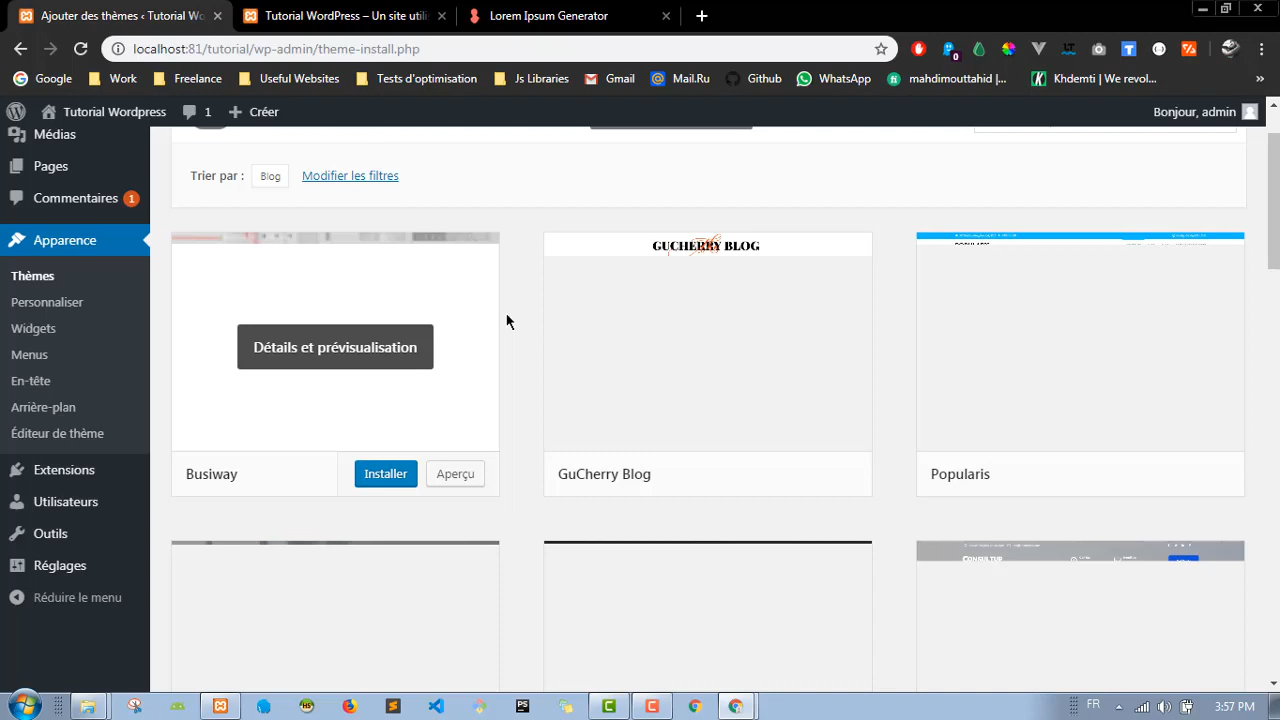 Ajouter des thèmes ‹ Tutorial Wo
Tutorial WordPress – Un site utili
Lorem Ipsum Generator
localhost:81/tutorial/wp-admin/theme-install.php
0
Google
Work
Freelance
Useful Websites
Tests d'optimisation
Js Libraries
Gmail
Mail.Ru
Github
WhatsApp
mahdimouttahid |...
Khdemti | We revol...
»
Tutorial Wordpress
1
Créer
Bonjour, admin
Médias
Pages
Commentaires 1
Apparence
Thèmes
Personnaliser
Widgets
Menus
En-tête
Arrière-plan
Éditeur de thème
Extensions
Utilisateurs
Outils
Réglages
Réduire le menu
Trier par :
Blog
Modifier les filtres
Détails et prévisualisation
Busiway
Installer
Aperçu
GUCHERRY BLOG
GuCherry Blog
Popularis
FR
3:57 PM